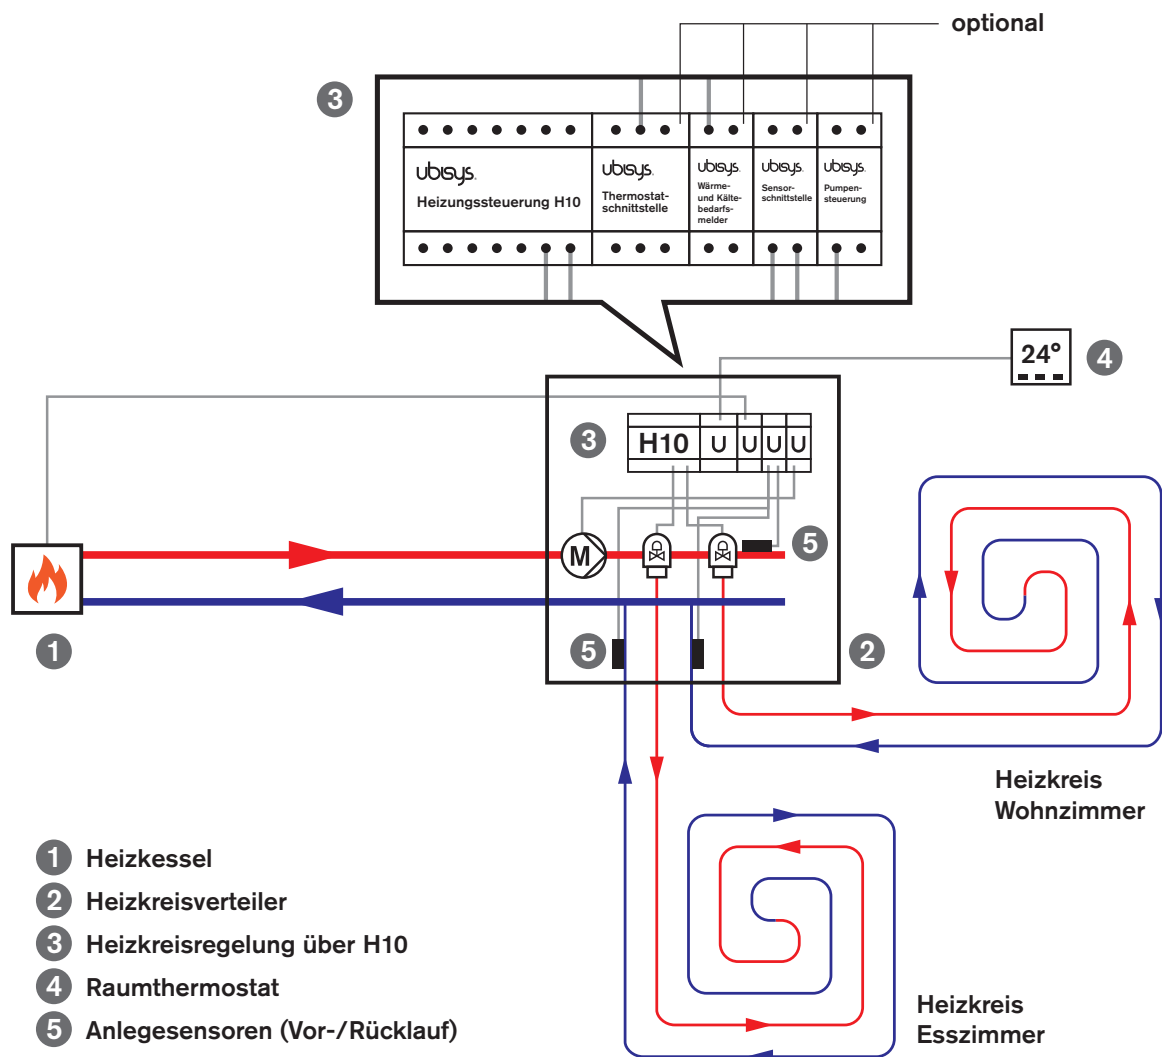 optional
3
ubisys.
Heizungssteuerung H10
ubisys.
Thermostat-
schnittstelle
ubisys.
Wärme-
und Kälte-
bedarfs-
melder
ubisys.
Sensor-
schnittstelle
ubisys.
Pumpen-
steuerung
24°
4
3
H10
U
U
U
U
M
5
1
5
2
Heizkreis
Wohnzimmer
1 Heizkessel
2 Heizkreisverteiler
3 Heizkreisregelung über H10
4 Raumthermostat
5 Anlegesensoren (Vor-/Rücklauf)
Heizkreis
Esszimmer